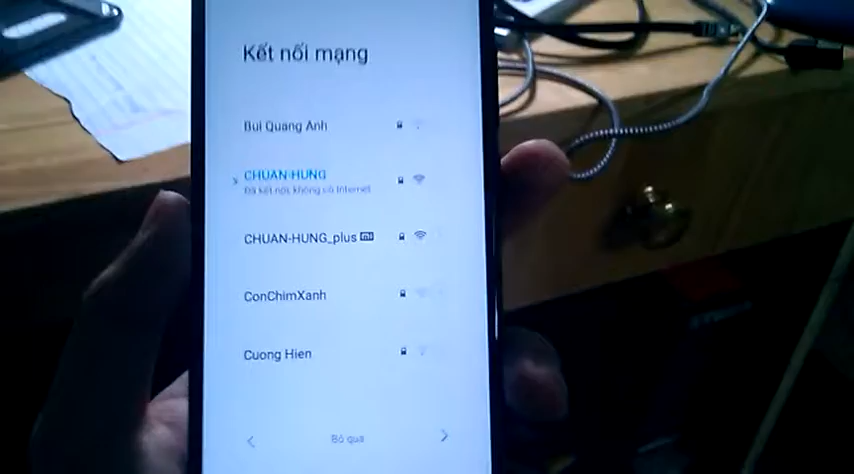 Kết nối mạng
Bui Quang Anh
CHUAN-HUNG
Đã kết nối, không có Internet
CHUAN-HUNG_plus mi
ConChimXanh
Cuong Hien
Bỏ qua